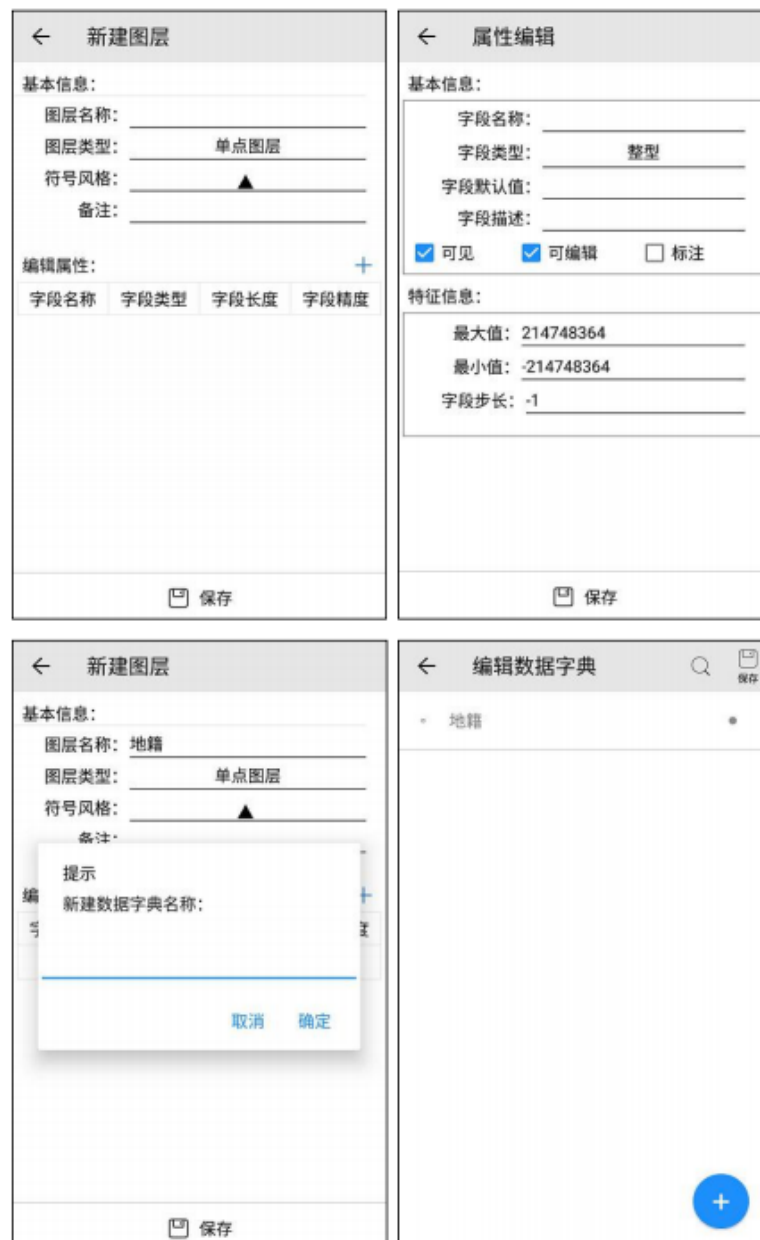 新建图层
基本信息：
图层名称：
图层类型： 单点图层
符号风格： ▲
备注：
编辑属性： +
字段名称 字段类型 字段长度 字段精度
保存
属性编辑
基本信息：
字段名称：
字段类型： 整型
字段默认值：
字段描述：
可见 可编辑 标注
特征信息：
最大值：214748364
最小值：-214748364
字段步长：-1
保存
新建图层
基本信息：
图层名称：地籍
图层类型： 单点图层
符号风格： ▲
备注：
提示
编
新建数据字典名称：
取消 确定
保存
编辑数据字典
保存
地籍